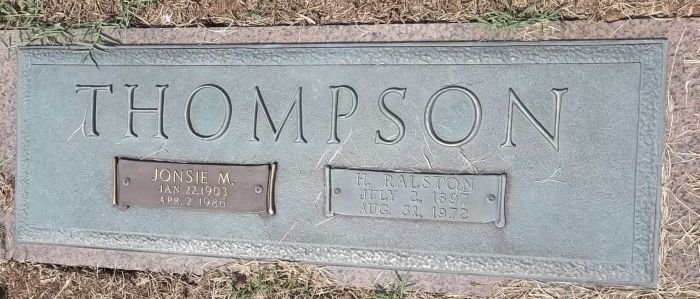 THOMPSON
JONSIE M.
JAN. 22, 1903
APR. 2, 1986
H. RALSTON
JULY 2, 1897
AUG. 31, 1972